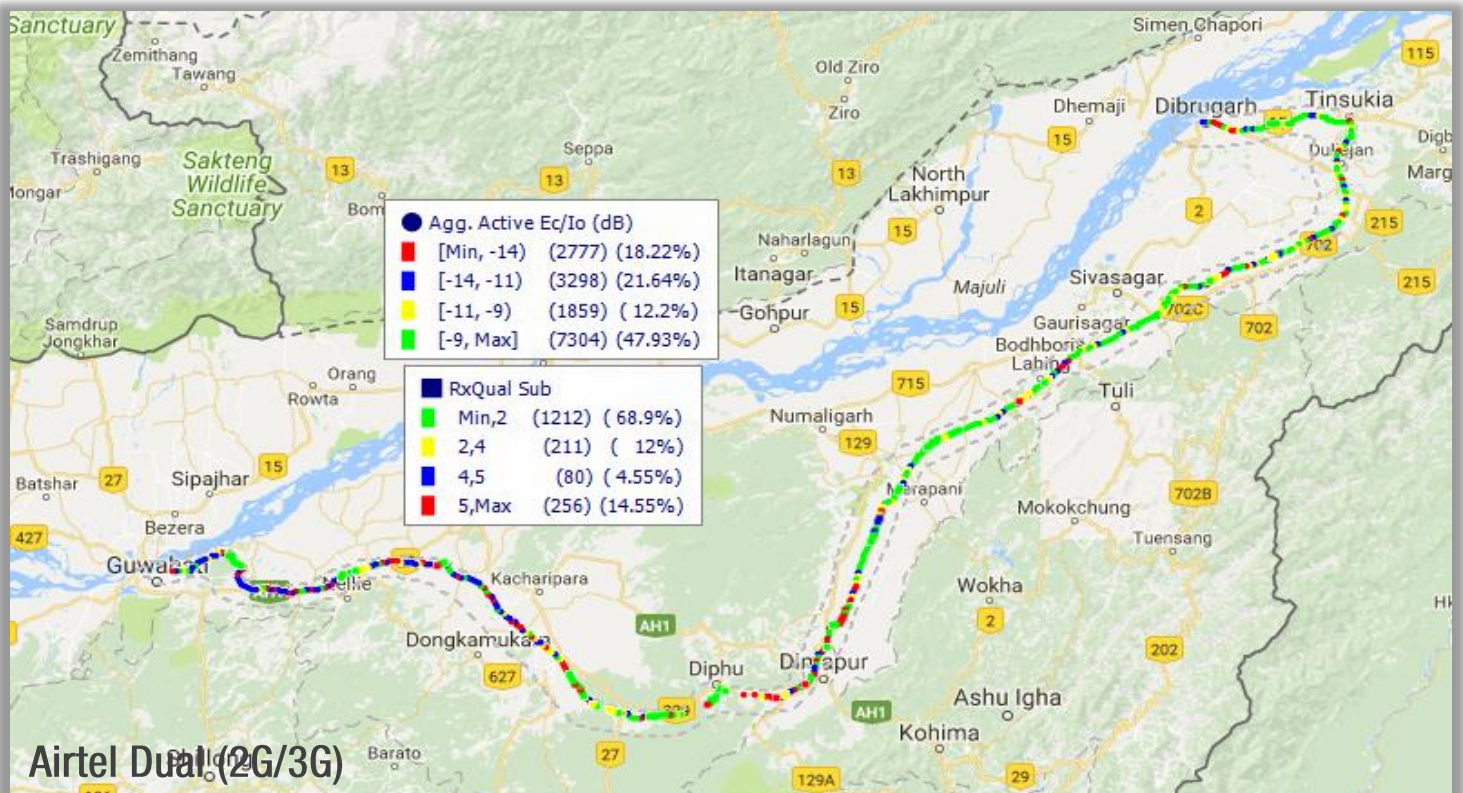 Sanctuary
Zemithang
Tawang
Simen Chapori
115
Old Ziro
Ziro
Dhemaji
Dibrugarh
Tinsukia
15
15
Trashigang
Sakteng
Wildlife
Sanctuary
13
Seppa
13
13
North
Lakhimpur
2
215
Agg. Active Ec/Io (dB)
[Min, -14) (2777) (18.22%)
[-14, -11) (3298) (21.64%)
[-11, -9) (1859) ( 12.2%)
[-9, Max] (7304) (47.93%)
15
Naharlagun
Itanagar
702
Majuli
Sivasagar
215
Gohpur
15
702C
702
Samdrup
Jongkhar
Gaurisagar
Lahing
Orang
Rowta
RxQual Sub
Min,2 (1212) ( 68.9%)
2,4 (211) ( 12%)
4,5 (80) ( 4.55%)
5,Max (256) (14.55%)
715
Tuli
Numaligarh
129
Batshar
27
Sipajhar
15
Merapani
702B
Mokokchung
Bezera
427
Tuensang
Guwahati
Kacharipara
Wokha
2
AH1
202
627
Diphu
Dimapur
Ashu Igha
AH1
Kohima
27
Barato
129A
29
Airtel Dual (2G/3G)